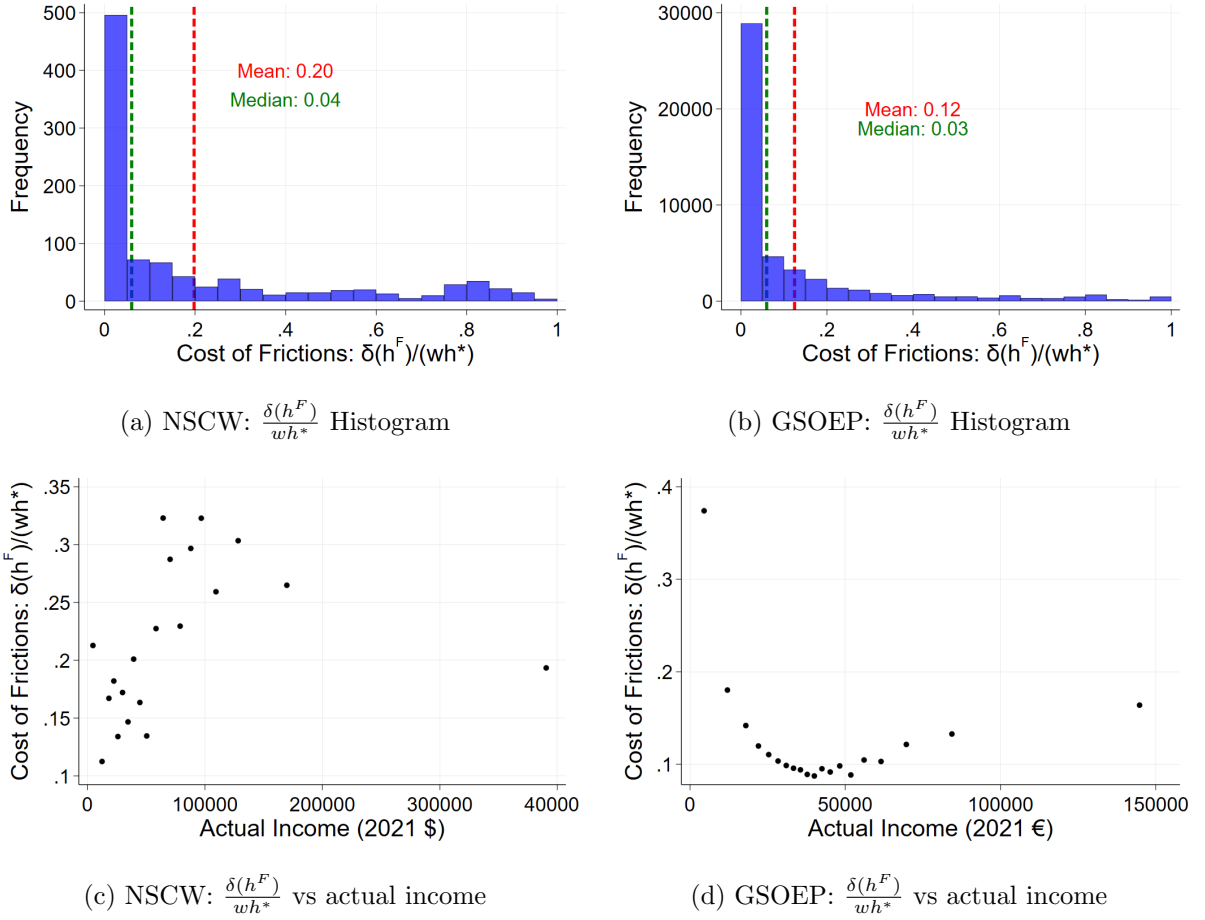 500
400
300
200
100
0
Frequency
Mean: 0.20
Median: 0.04
0 .2 .4 .6 .8 1
Cost of Frictions: δ(h^F)/(wh*)
(a) NSCW: \frac{δ(h^F)}{wh^*} Histogram
30000
20000
10000
0
Frequency
Mean: 0.12
Median: 0.03
0 .2 .4 .6 .8 1
Cost of Frictions: δ(h^F)/(wh*)
(b) GSOEP: \frac{δ(h^F)}{wh^*} Histogram
.35
.3
.25
.2
.15
.1
Cost of Frictions: δ(h^F)/(wh*)
0 100000 200000 300000 40000
Actual Income (2021 $)
(c) NSCW: \frac{δ(h^F)}{wh^*} vs actual income
.4
.3
.2
.1
Cost of Frictions: δ(h^F)/(wh*)
0 50000 100000 150000
Actual Income (2021 €)
(d) GSOEP: \frac{δ(h^F)}{wh^*} vs actual income